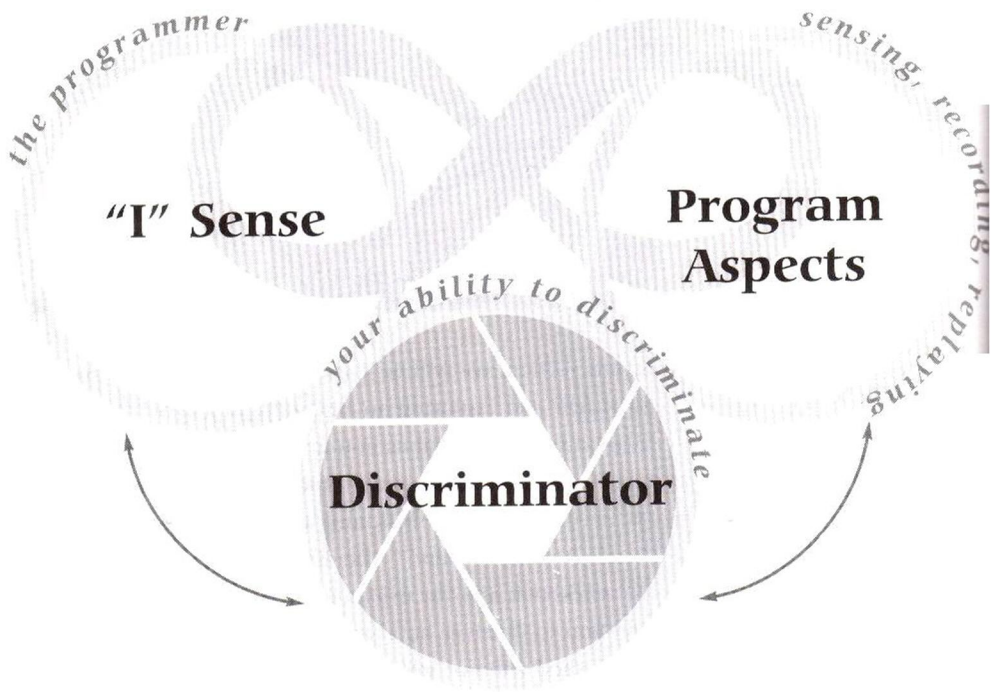 the programmer
sensing, recording, replaying
“I” Sense
Program
Aspects
your ability to discriminate
Discriminator